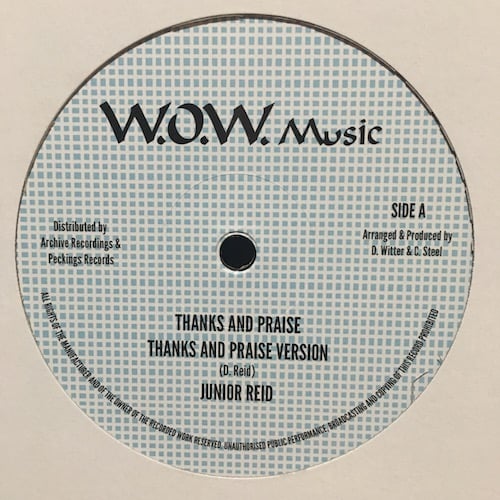 W.O.W. Music
SIDE A
Distributed by
Archive Recordings &
Peckings Records
Arranged & Produced by
D. Witter & C. Steel
THANKS AND PRAISE
THANKS AND PRAISE VERSION
(D. Reid)
JUNIOR REID
ALL RIGHTS OF THE MANUFACTURER AND OF THE OWNER OF THE RECORDED WORK RESERVED. UNAUTHORISED PUBLIC PERFORMANCE, BROADCASTING AND COPYING OF THIS RECORD PROHIBITED